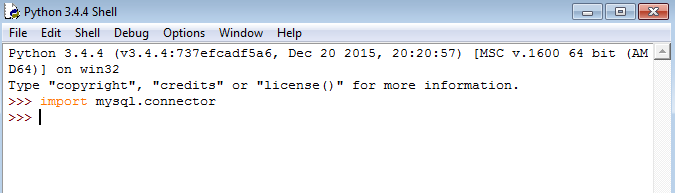 Python 3.4.4 Shell
File Edit Shell Debug Options Window Help
Python 3.4.4 (v3.4.4:737efcadf5a6, Dec 20 2015, 20:20:57) [MSC v.1600 64 bit (AM
D64)] on win32
Type "copyright", "credits" or "license()" for more information.
>>> import mysql.connector
>>>